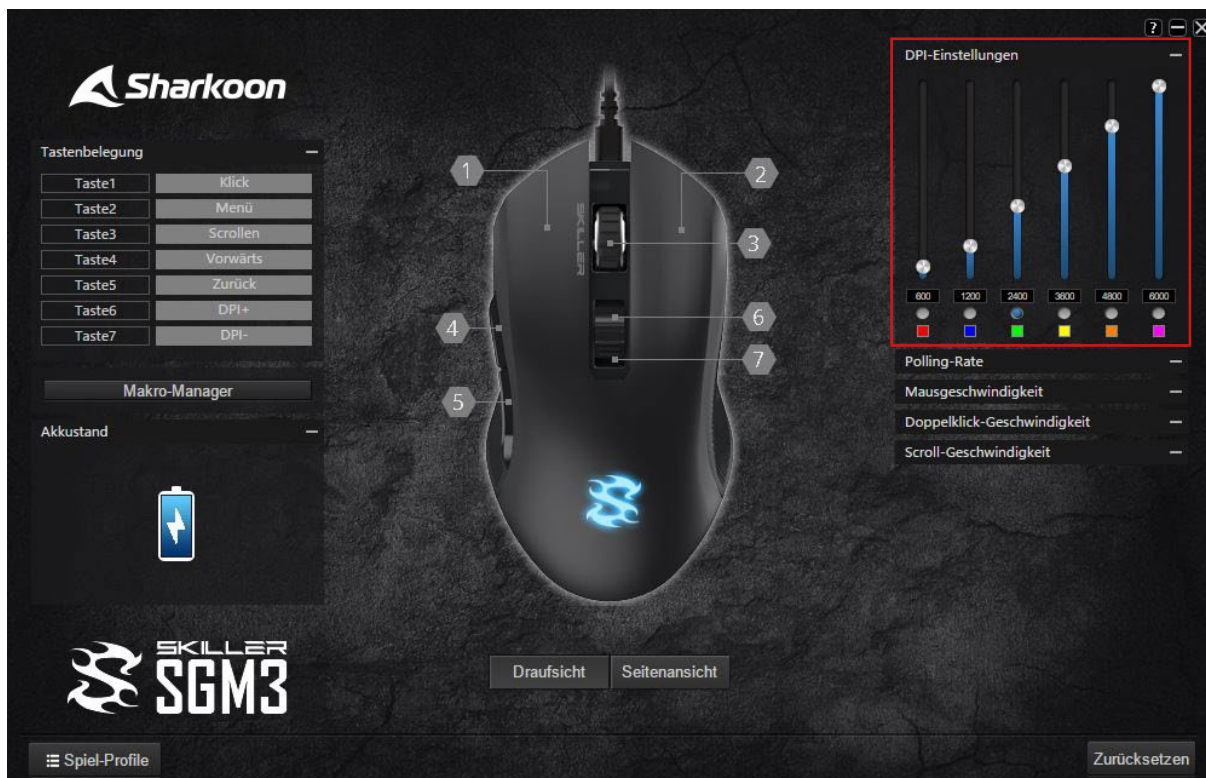 ?
Sharkoon
DPI-Einstellungen
Tastenbelegung
Taste1 Klick
Taste2 Menü
Taste3 Scrollen
Taste4 Vorwärts
Taste5 Zurück
Taste6 DPI+
Taste7 DPI-
Makro-Manager
Akkustand
SKILLER
SGM3
1
2
SKILLER
3
4
5
6
7
Draufsicht Seitenansicht
600 1200 2400 3600 4800 6000
Polling-Rate
Mausgeschwindigkeit
Doppelklick-Geschwindigkeit
Scroll-Geschwindigkeit
Spiel-Profile
Zurücksetzen